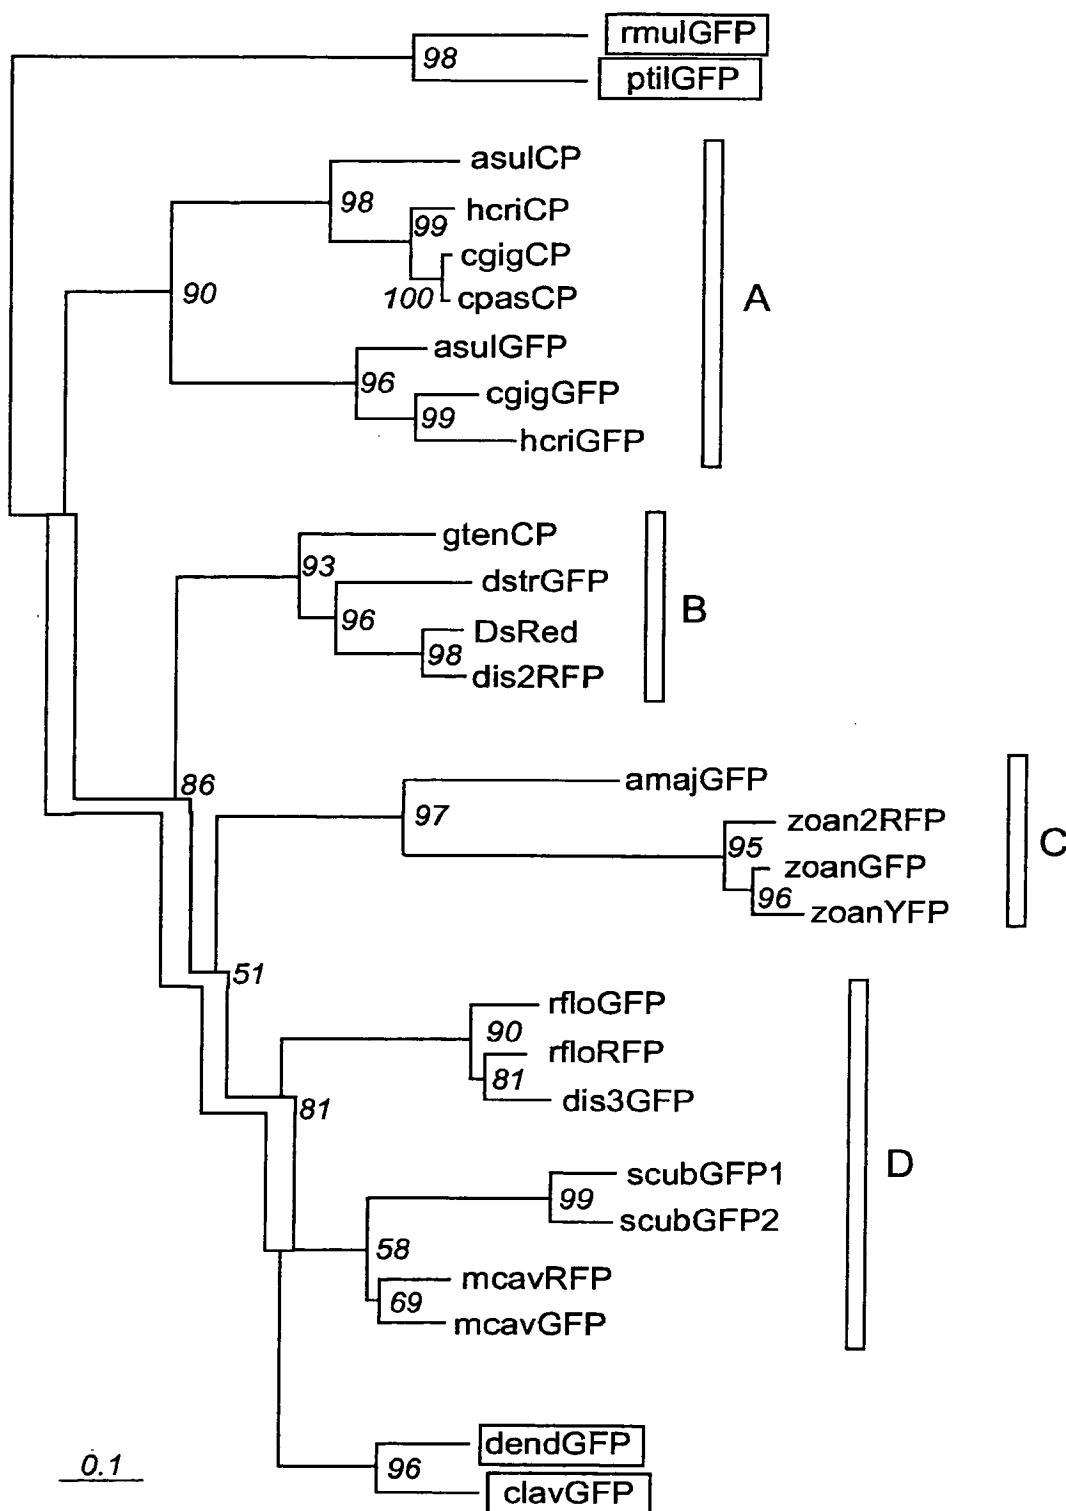 rmulGFP
98
ptilGFP
asulCP
98
hcriCP
99
cgigCP
100
cpasCP
90
A
asulGFP
96
cgigGFP
99
hcriGFP
gtenCP
93
dstrGFP
96
B
DsRed
98
dis2RFP
86
amajGFP
97
zoan2RFP
95
C
zoanGFP
96
zoanYFP
51
rfloGFP
90
rfloRFP
81
dis3GFP
81
D
scubGFP1
99
scubGFP2
58
mcavRFP
69
mcavGFP
dendGFP
96
0.1
clavGFP